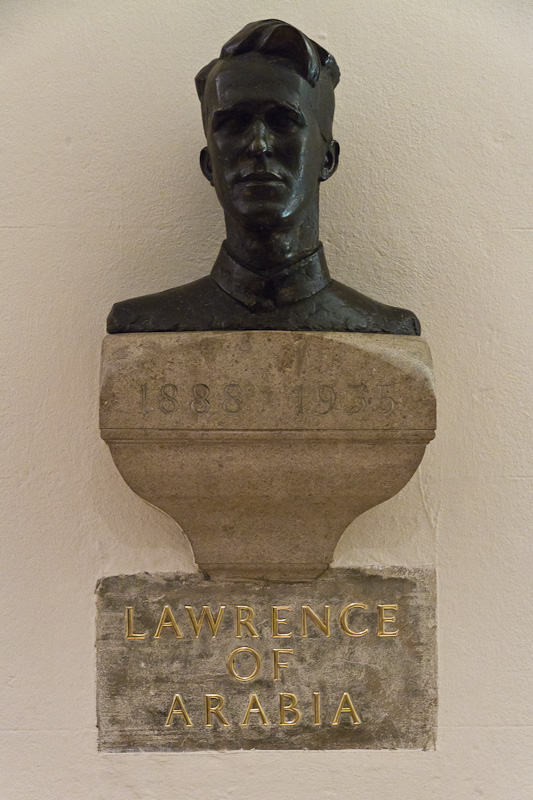 1888 1935
LAWRENCE
OF
ARABIA